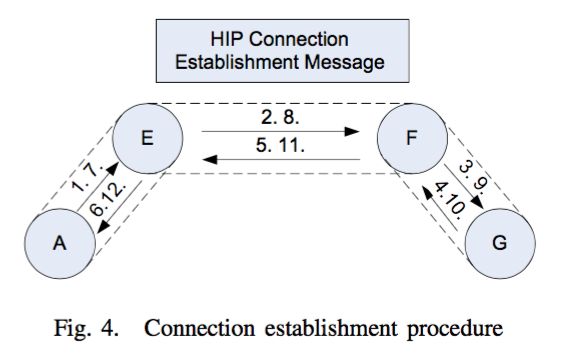 HIP Connection
Establishment Message
2. 8.
E
F
5. 11.
1. 7.
6.12.
3. 9.
4.10.
A
G
Fig. 4. Connection establishment procedure